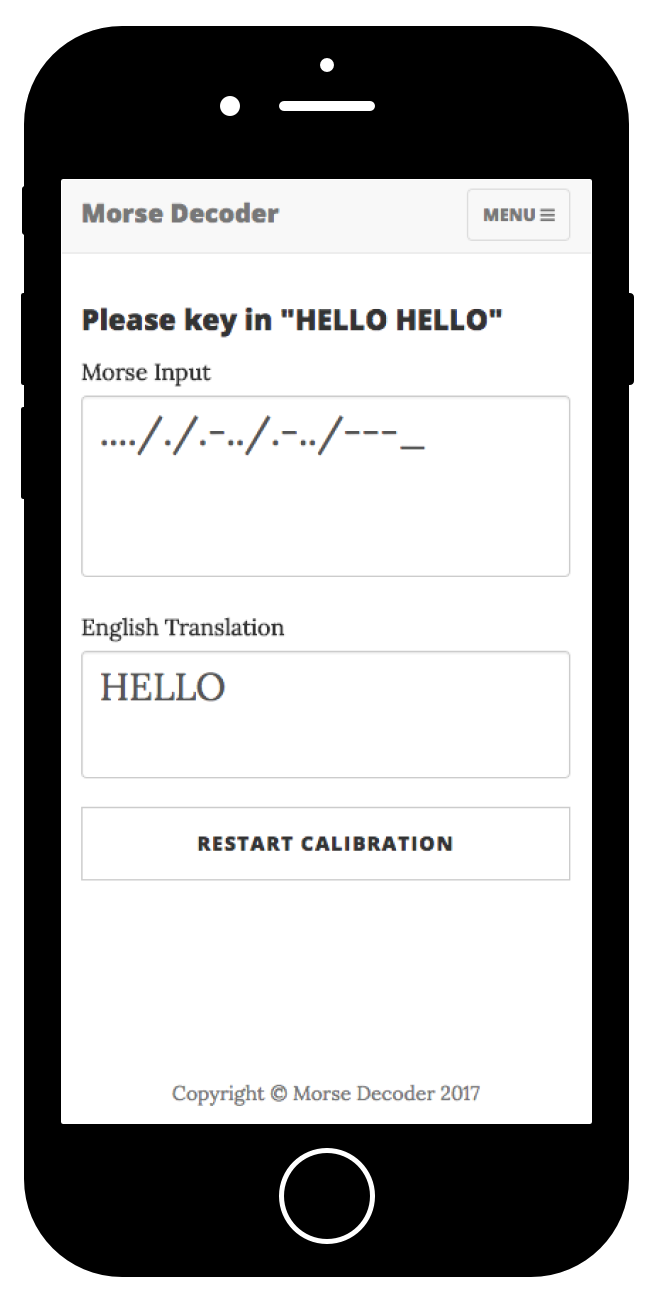 Morse Decoder MENU ☰
Please key in "HELLO HELLO"
Morse Input
...././.-../.-../---_
English Translation
HELLO
RESTART CALIBRATION
Copyright © Morse Decoder 2017